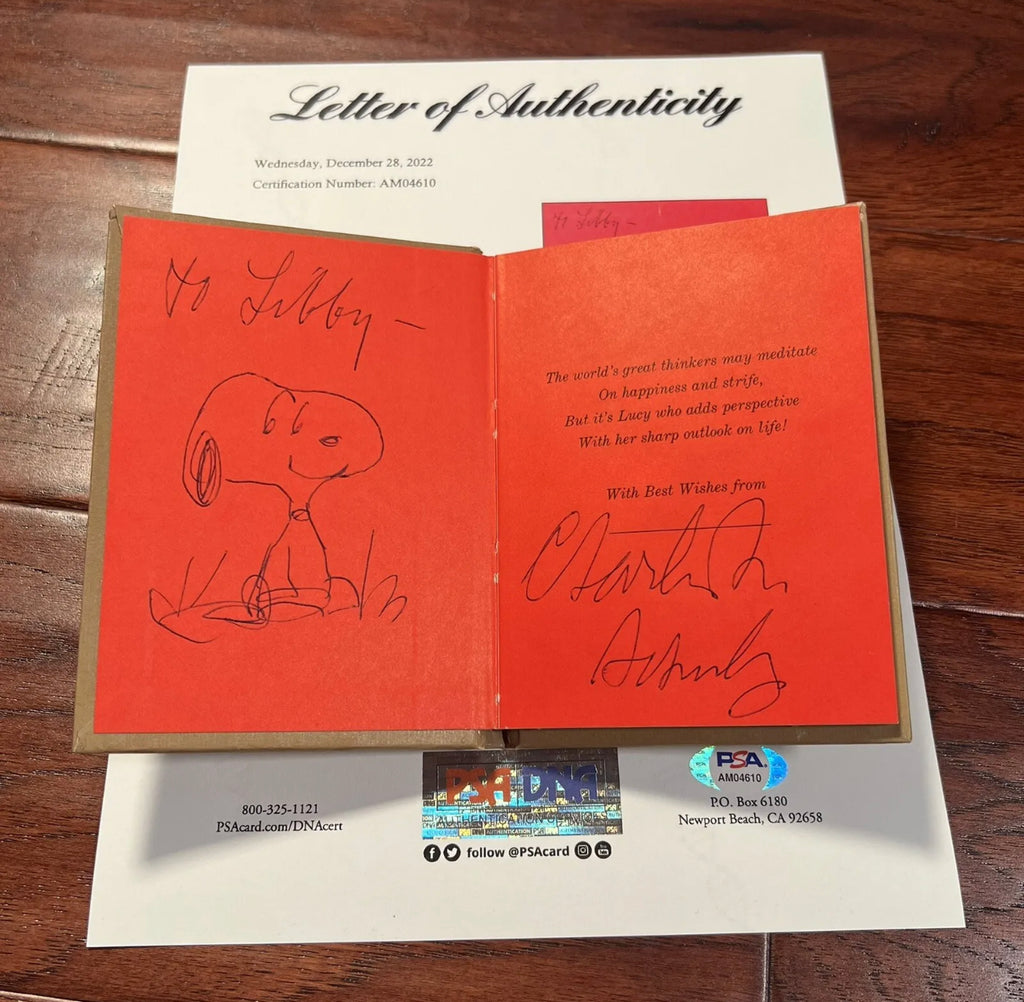 Letter of Authenticity
Wednesday, December 28, 2022
Certification Number: AM04610
To Libby –
To Libby –
The world's great thinkers may meditate
On happiness and strife,
But it's Lucy who adds perspective
With her sharp outlook on life!
With Best Wishes from
Charles M.
Schulz
800-325-1121
PSAcard.com/DNAcert
PSA DNA
AUTHENTICATION SERVICES
follow @PSAcard
PSA
AM04610
P.O. Box 6180
Newport Beach, CA 92658